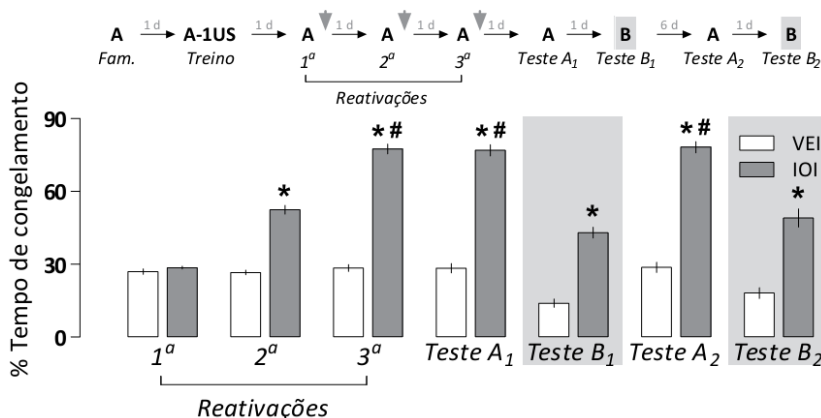 A 1 d A-1US 1 d A 1 d A 1 d A 1 d A 1 d B 6 d A 1 d B
Fam. Treino 1ª 2ª 3ª Teste A1 Teste B1 Teste A2 Teste B2
Reativações
% Tempo de congelamento
90
60
30
0
* * # * # * * # *
VEI
IOI
1ª 2ª 3ª Teste A1 Teste B1 Teste A2 Teste B2
Reativações